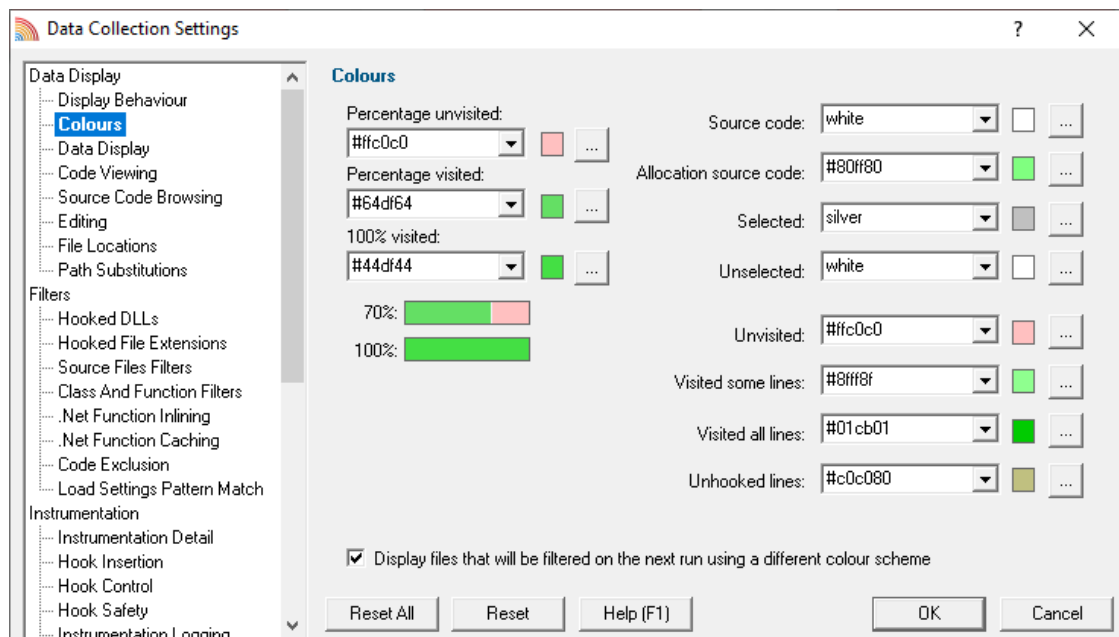 Data Collection Settings
?
Data Display
Display Behaviour
Colours
Data Display
Code Viewing
Source Code Browsing
Editing
File Locations
Path Substitutions
Filters
Hooked DLLs
Hooked File Extensions
Source Files Filters
Class And Function Filters
.Net Function Inlining
.Net Function Caching
Code Exclusion
Load Settings Pattern Match
Instrumentation
Instrumentation Detail
Hook Insertion
Hook Control
Hook Safety
Instrumentation Logging
Colours
Percentage unvisited:
#ffc0c0 ...
Percentage visited:
#64df64 ...
100% visited:
#44df44 ...
70%:
100%:
Source code: white ...
Allocation source code: #80ff80 ...
Selected: silver ...
Unselected: white ...
Unvisited: #ffc0c0 ...
Visited some lines: #8fff8f ...
Visited all lines: #01cb01 ...
Unhooked lines: #c0c080 ...
Display files that will be filtered on the next run using a different colour scheme
Reset All Reset Help (F1) OK Cancel